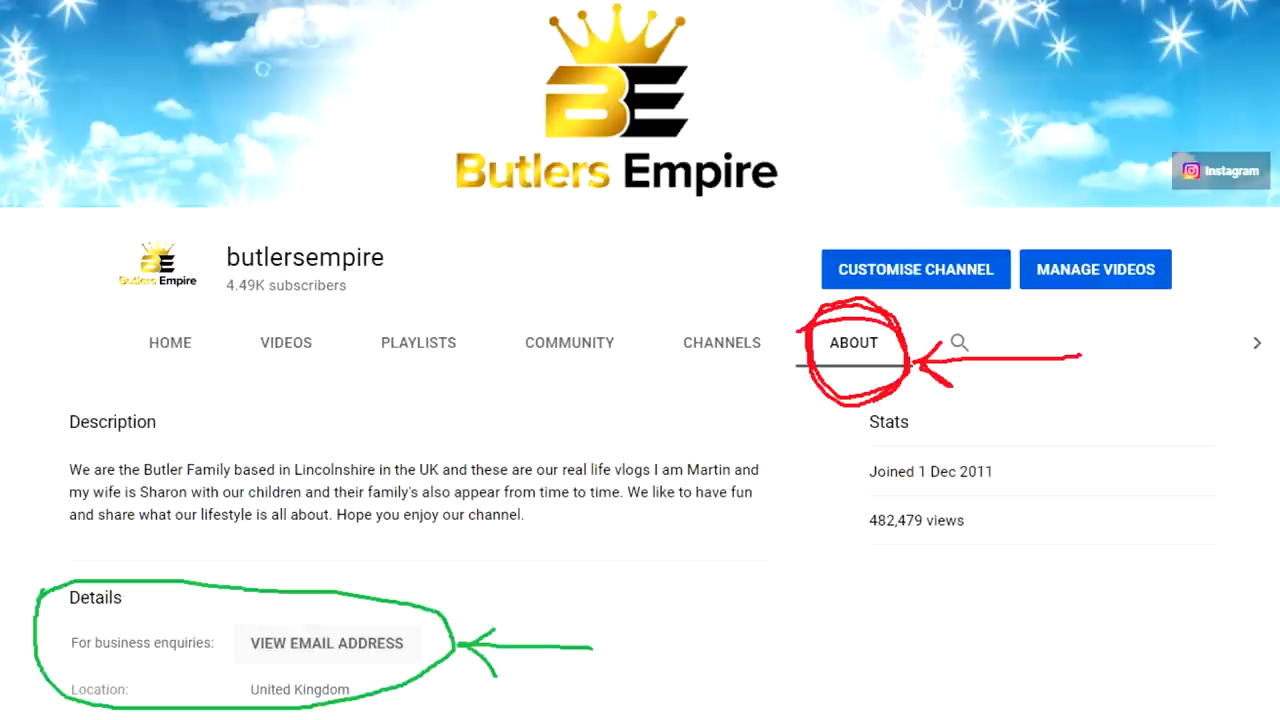 BE
Butlers Empire
Instagram
BE
Butlers Empire
butlersempire
4.49K subscribers
CUSTOMISE CHANNEL
MANAGE VIDEOS
HOME
VIDEOS
PLAYLISTS
COMMUNITY
CHANNELS
ABOUT
Description
We are the Butler Family based in Lincolnshire in the UK and these are our real life vlogs I am Martin and
my wife is Sharon with our children and their family's also appear from time to time. We like to have fun
and share what our lifestyle is all about. Hope you enjoy our channel.
Stats
Joined 1 Dec 2011
482,479 views
Details
For business enquiries: VIEW EMAIL ADDRESS
Location: United Kingdom